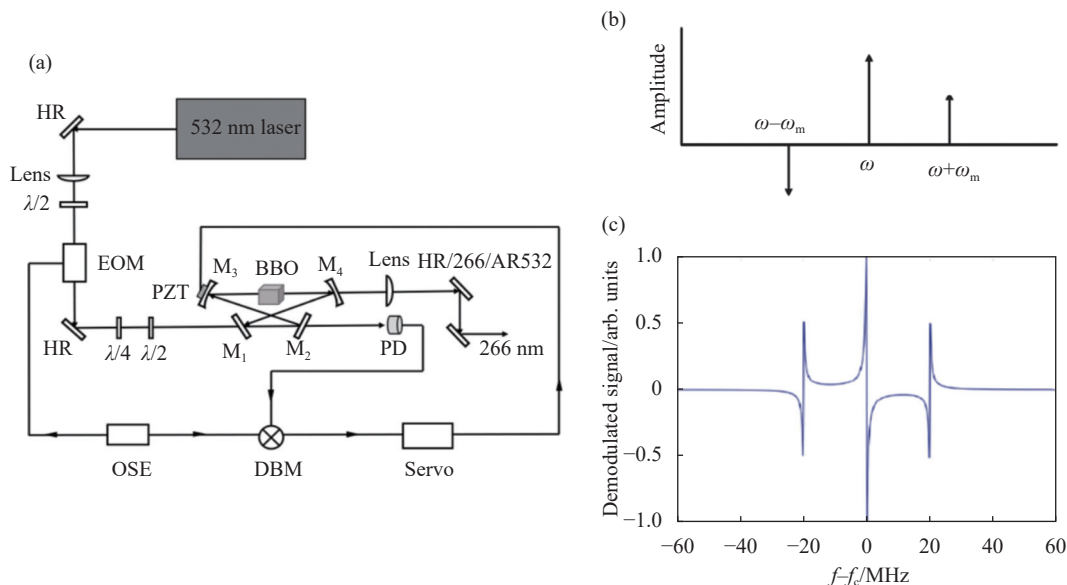 (a)
HR
532 nm laser
Lens
λ/2
EOM
HR
λ/4 λ/2
PZT
M₃
BBO
M₄
Lens
HR/266/AR532
M₁
M₂
PD
266 nm
OSE
DBM
Servo
(b)
Amplitude
ω−ωₘ
ω
ω+ωₘ
(c)
Demodulated signal/arb. units
1.0
0.5
0
−0.5
−1.0
−60 −40 −20 0 20 40 60